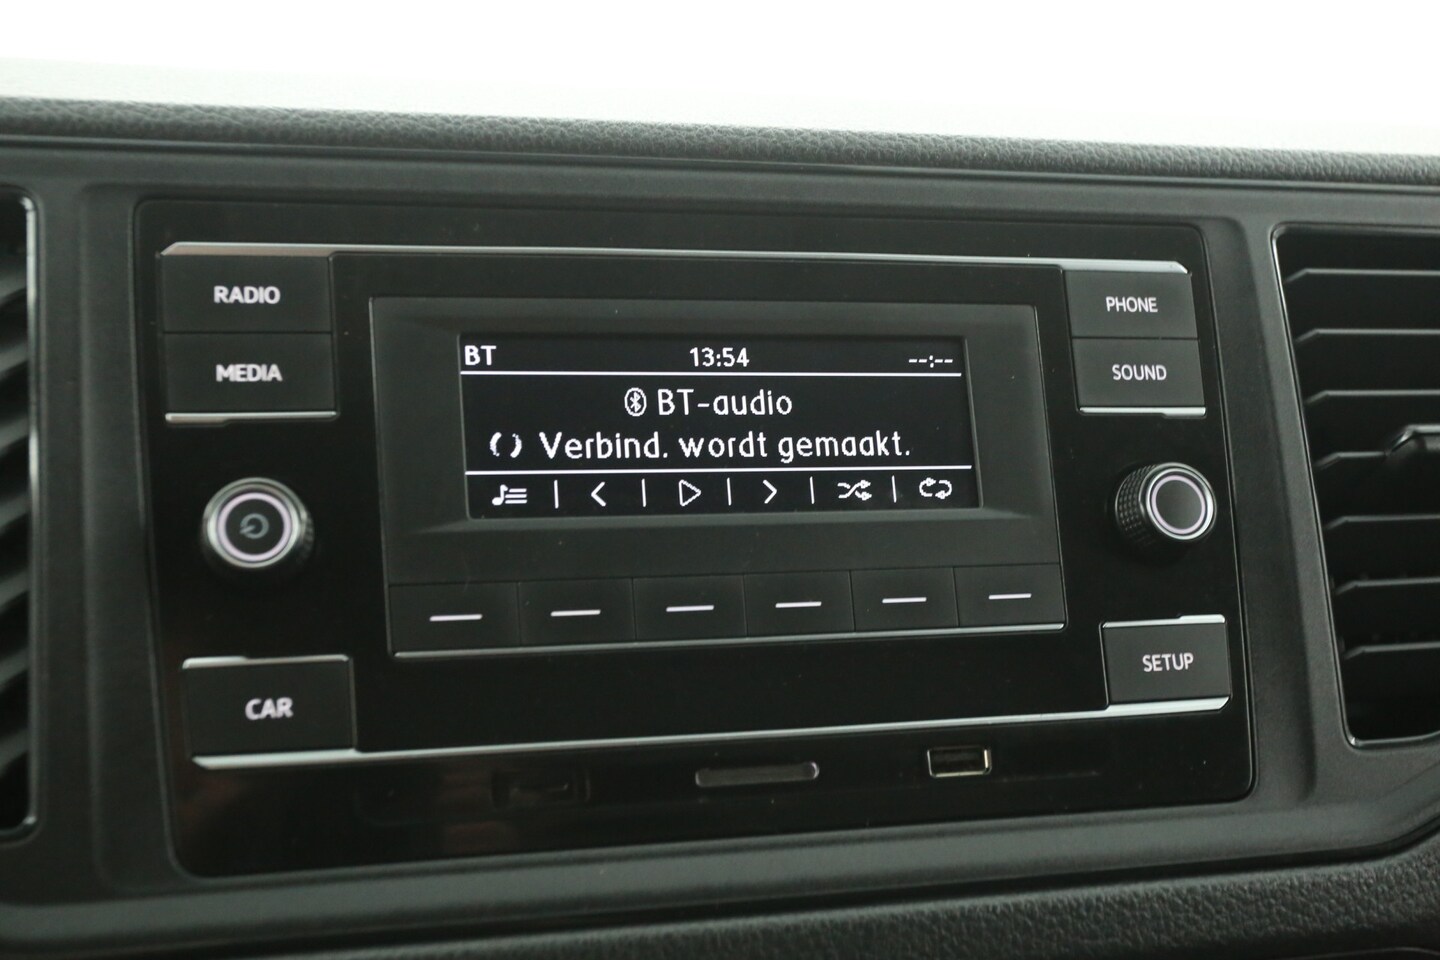 RADIO
MEDIA
CAR
BT 13:54 --:--
BT-audio
Verbind. wordt gemaakt.
PHONE
SOUND
SETUP